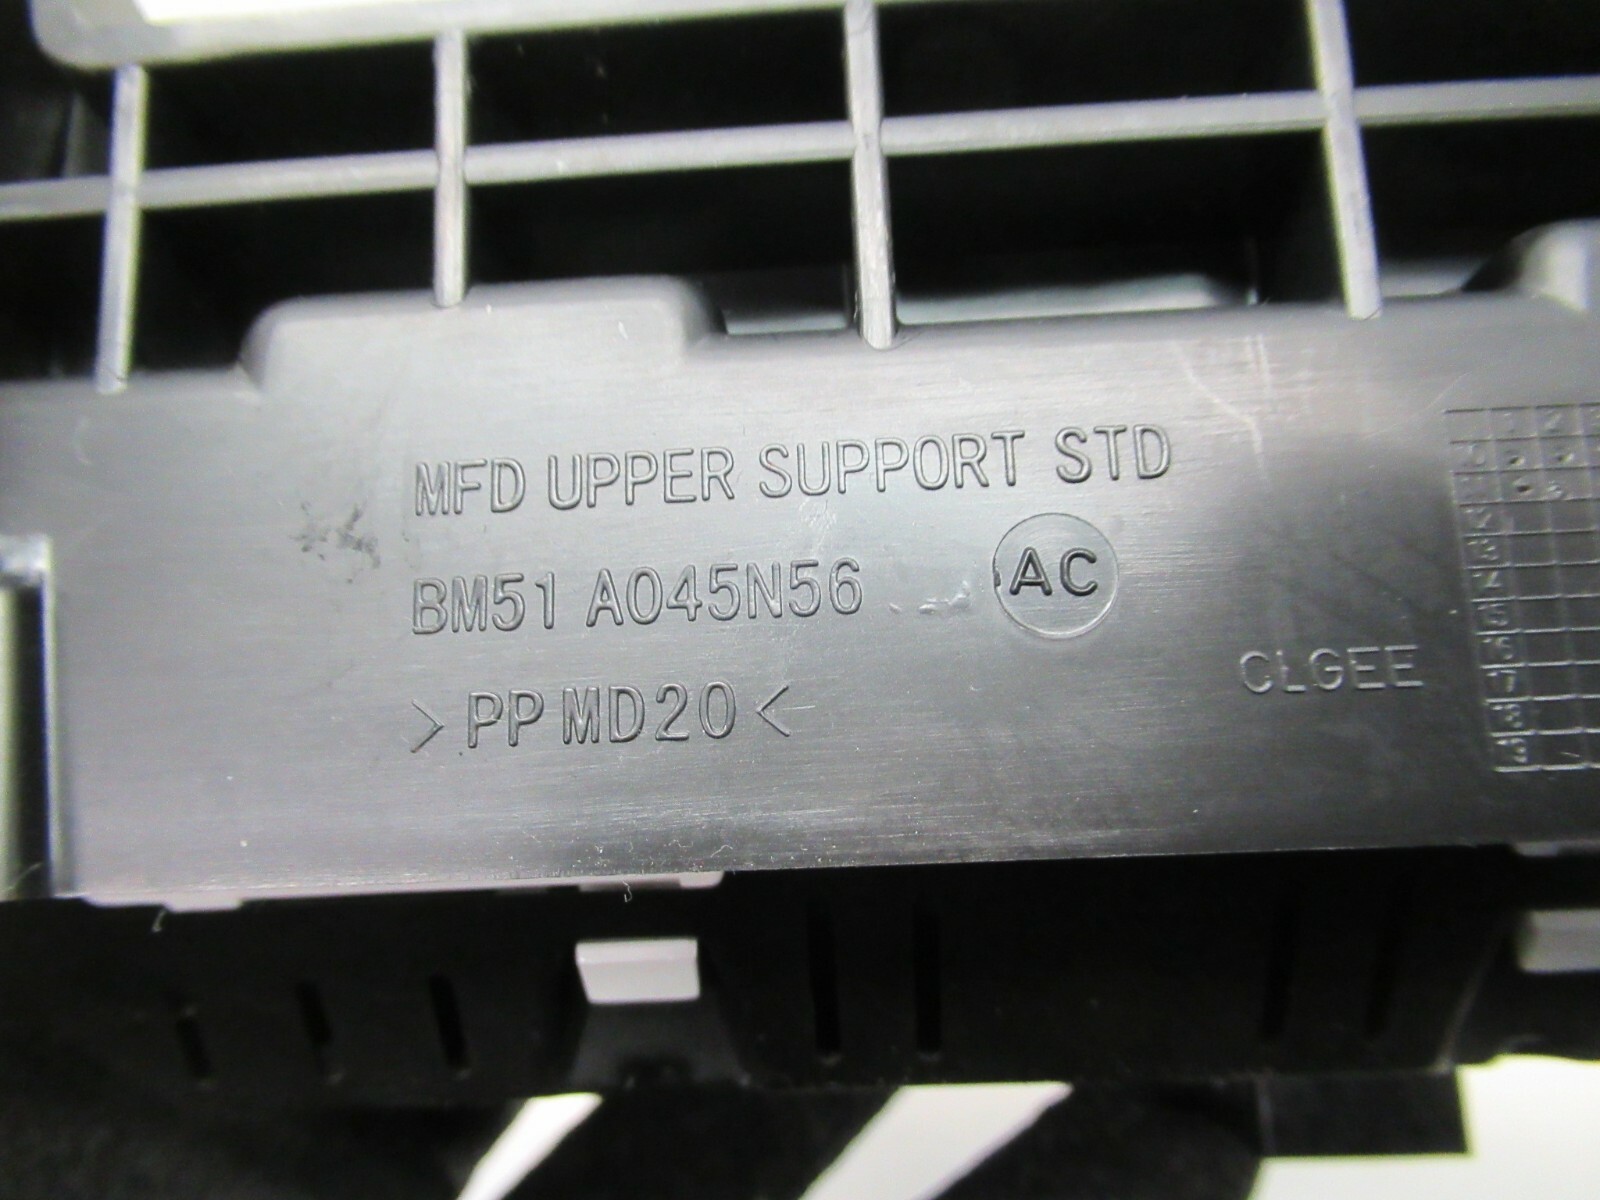 MFD UPPER SUPPORT STD
BM51 A045N56
AC
>PP MD20<
CLGEE